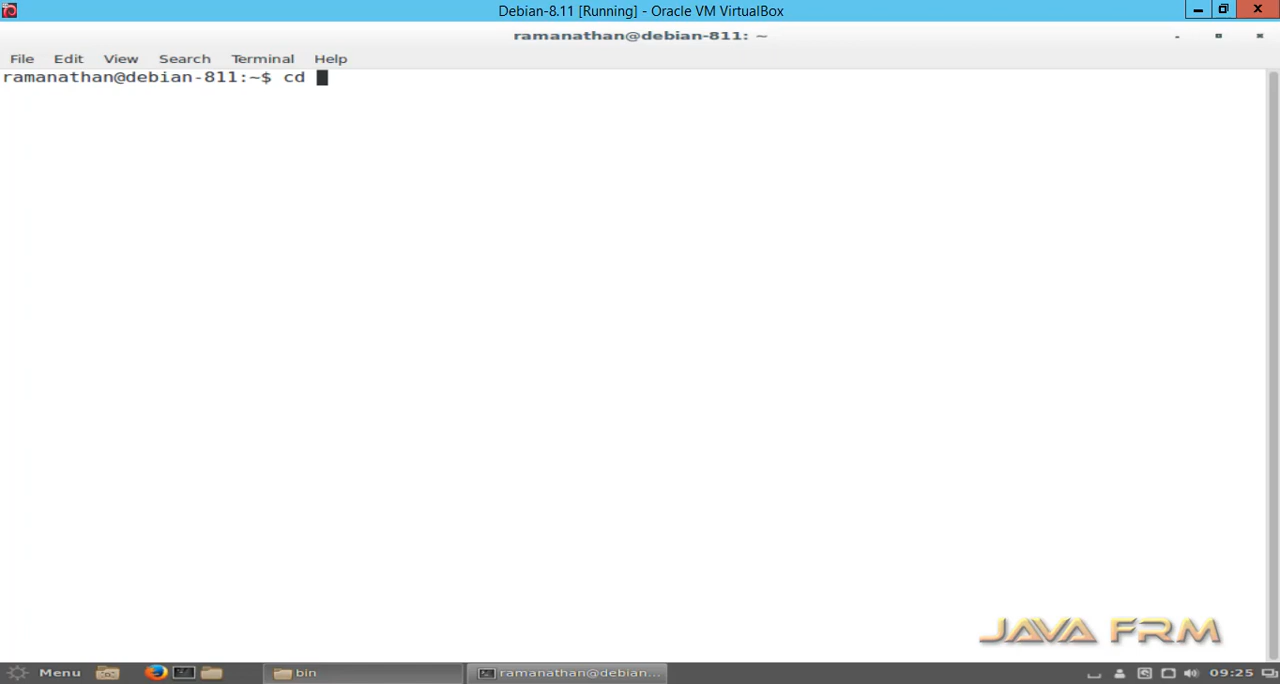 Debian-8.11 [Running] - Oracle VM VirtualBox
ramanathan@debian-811: ~
File Edit View Search Terminal Help
ramanathan@debian-811:~$ cd
JAVA FRM
Menu bin ramanathan@debian... 09:25